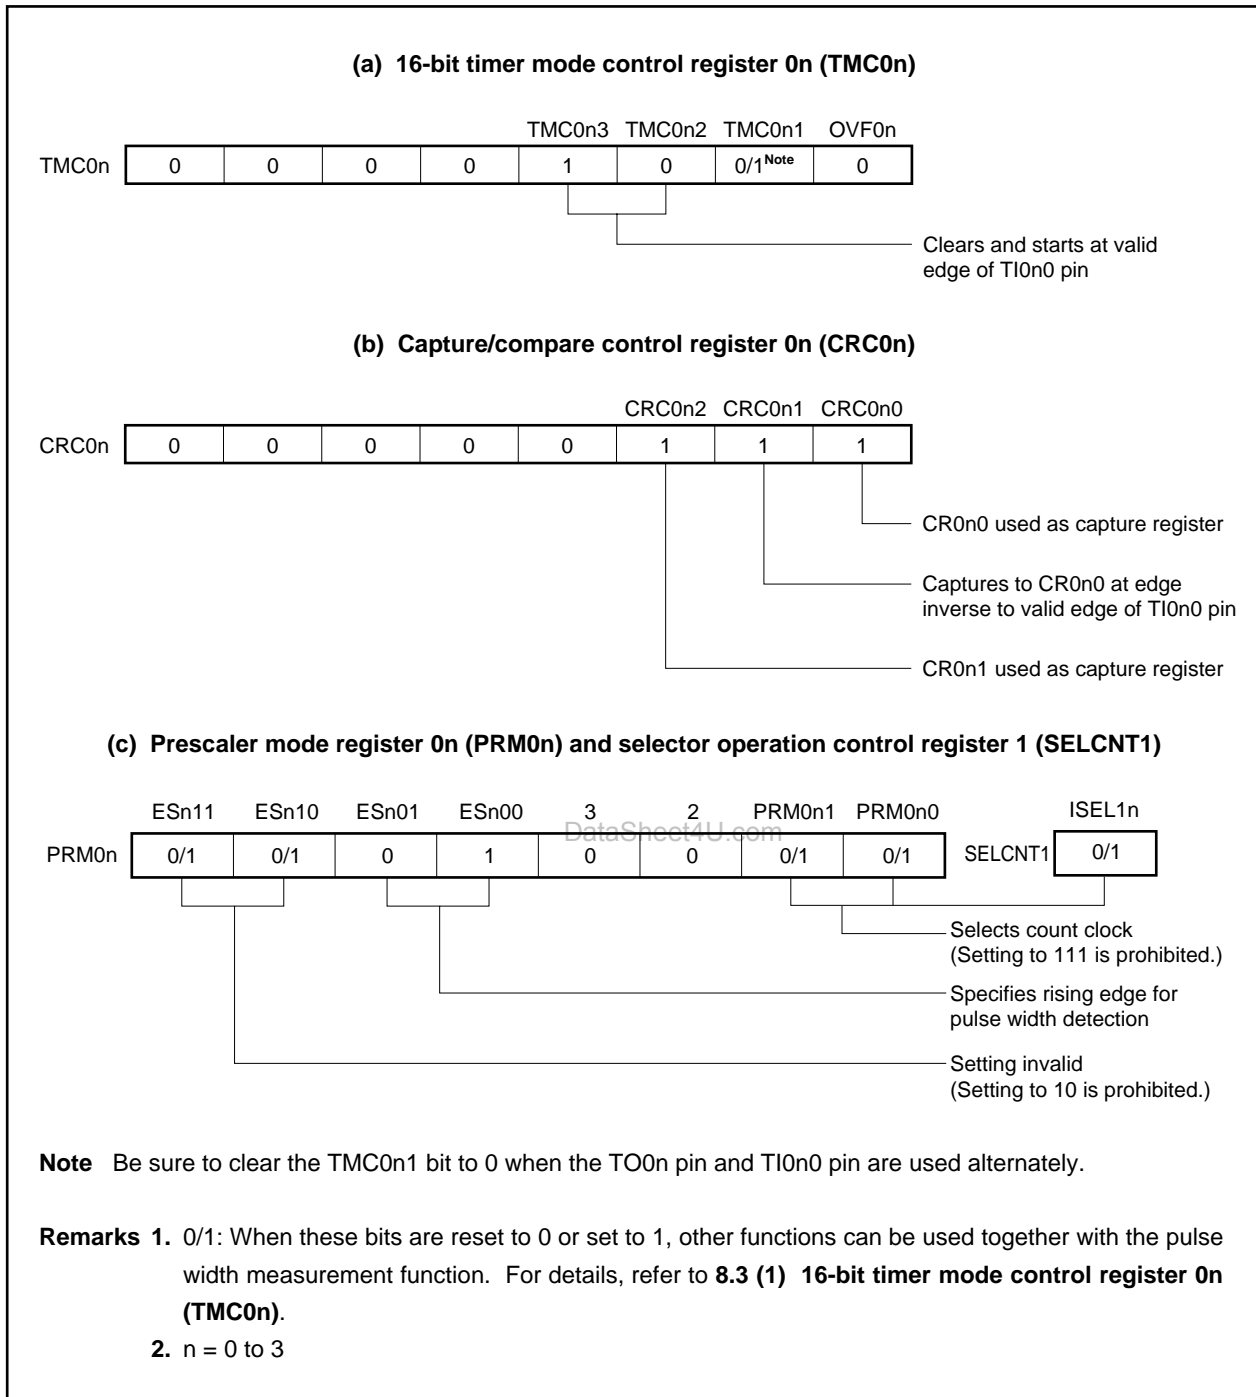 (a) 16-bit timer mode control register 0n (TMC0n)
TMC0n3 TMC0n2 TMC0n1 OVF0n
TMC0n 0 0 0 0 1 0 0/1Note 0
Clears and starts at valid
edge of TI0n0 pin
(b) Capture/compare control register 0n (CRC0n)
CRC0n2 CRC0n1 CRC0n0
CRC0n 0 0 0 0 0 1 1 1
CR0n0 used as capture register
Captures to CR0n0 at edge
inverse to valid edge of TI0n0 pin
CR0n1 used as capture register
(c) Prescaler mode register 0n (PRM0n) and selector operation control register 1 (SELCNT1)
ESn11 ESn10 ESn01 ESn00 3 2 PRM0n1 PRM0n0 ISEL1n
DataSheet4U.com
PRM0n 0/1 0/1 0 1 0 0 0/1 0/1 SELCNT1 0/1
Selects count clock
(Setting to 111 is prohibited.)
Specifies rising edge for
pulse width detection
Setting invalid
(Setting to 10 is prohibited.)
Note Be sure to clear the TMC0n1 bit to 0 when the TO0n pin and TI0n0 pin are used alternately.
Remarks 1. 0/1: When these bits are reset to 0 or set to 1, other functions can be used together with the pulse
width measurement function. For details, refer to 8.3 (1) 16-bit timer mode control register 0n
(TMC0n).
2. n = 0 to 3